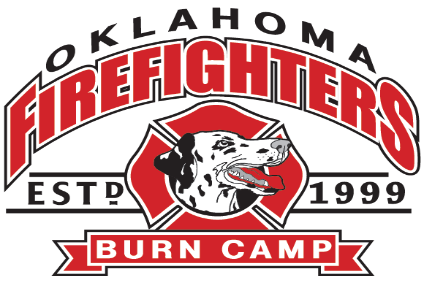 OKLAHOMA
FIREFIGHTERS
ESTD 1999
BURN CAMP